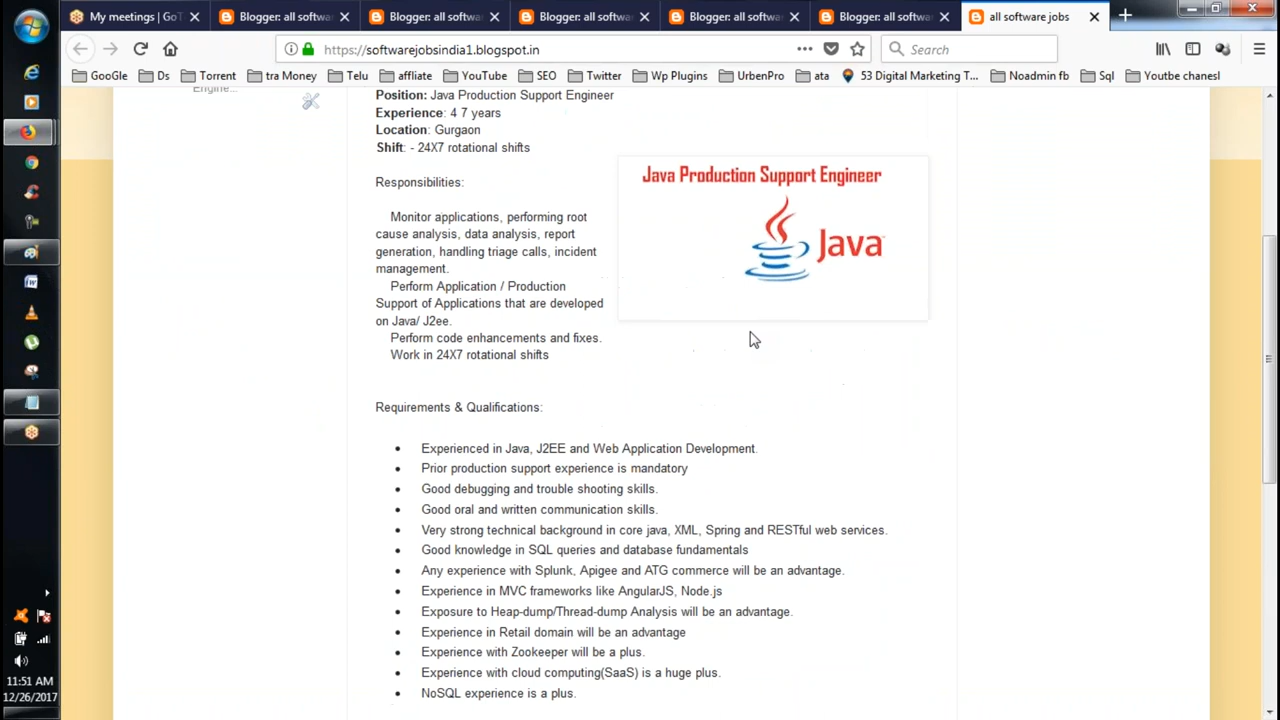 My meetings | GoT
Blogger: all softwa
Blogger: all softwa
Blogger: all softwa
Blogger: all softwa
Blogger: all softwa
all software jobs
https://softwarejobsindia1.blogspot.in
Search
GooGle
Ds
Torrent
tra Money
Telu
affliate
YouTube
SEO
Twitter
Wp Plugins
UrbenPro
ata
53 Digital Marketing T...
Noadmin fb
Sql
Youtbe chanesl
Engine...
Position: Java Production Support Engineer
Experience: 4 7 years
Location: Gurgaon
Shift: - 24X7 rotational shifts
Java Production Support Engineer
Java
Responsibilities:
Monitor applications, performing root
cause analysis, data analysis, report
generation, handling triage calls, incident
management.
Perform Application / Production
Support of Applications that are developed
on Java/ J2ee.
Perform code enhancements and fixes.
Work in 24X7 rotational shifts
Requirements & Qualifications:
Experienced in Java, J2EE and Web Application Development.
Prior production support experience is mandatory
Good debugging and trouble shooting skills.
Good oral and written communication skills.
Very strong technical background in core java, XML, Spring and RESTful web services.
Good knowledge in SQL queries and database fundamentals
Any experience with Splunk, Apigee and ATG commerce will be an advantage.
Experience in MVC frameworks like AngularJS, Node.js
Exposure to Heap-dump/Thread-dump Analysis will be an advantage.
Experience in Retail domain will be an advantage
Experience with Zookeeper will be a plus.
Experience with cloud computing(SaaS) is a huge plus.
NoSQL experience is a plus.
11:51 AM
12/26/2017